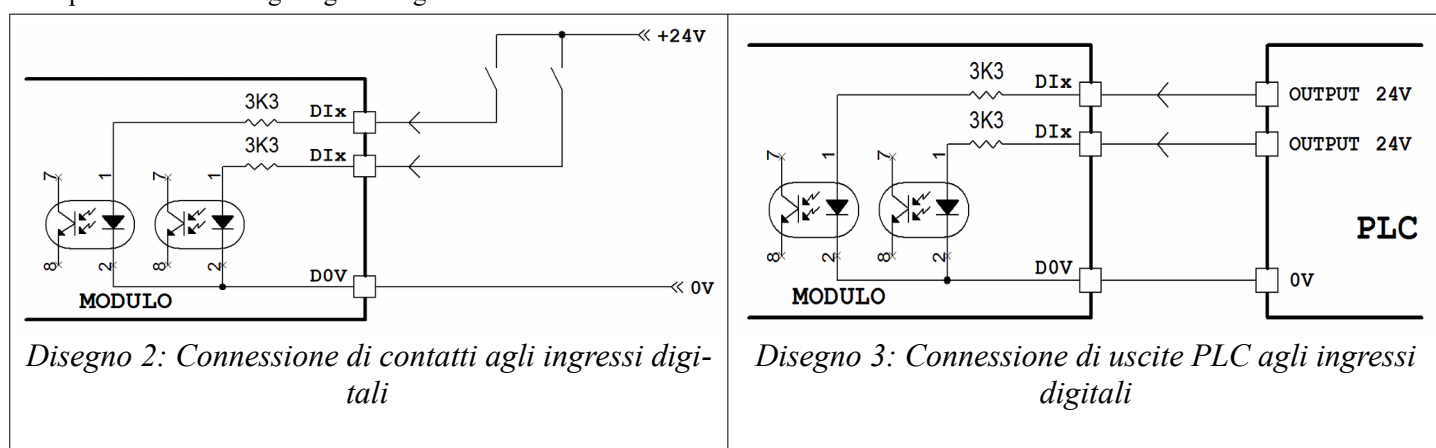 +24V
3K3
DIx
3K3
DIx
7
1
7
1
8
2
8
2
D0V
0V
MODULO
Disegno 2: Connessione di contatti agli ingressi digi-
tali
3K3
DIx
OUTPUT 24V
3K3
DIx
OUTPUT 24V
7
1
7
1
PLC
8
2
8
2
D0V
0V
MODULO
Disegno 3: Connessione di uscite PLC agli ingressi
digitali